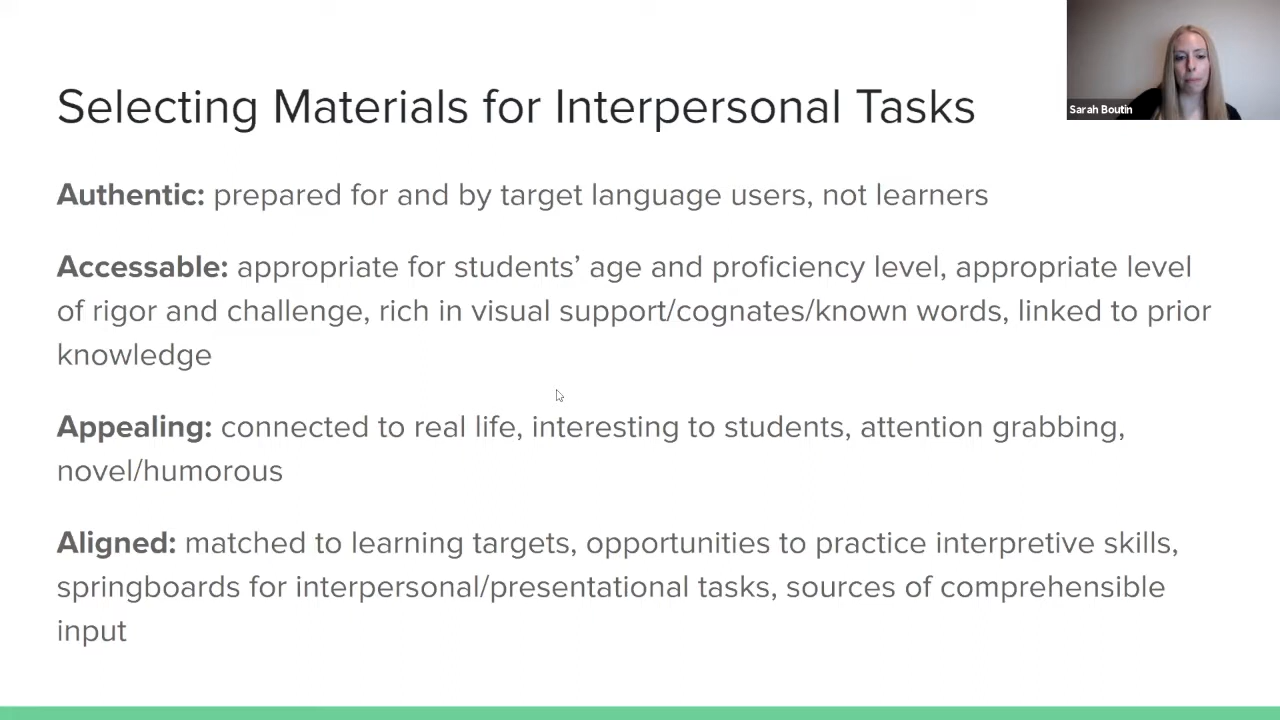 Selecting Materials for Interpersonal Tasks
Sarah Boutin
Authentic: prepared for and by target language users, not learners
Accessable: appropriate for students’ age and proficiency level, appropriate level
of rigor and challenge, rich in visual support/cognates/known words, linked to prior
knowledge
Appealing: connected to real life, interesting to students, attention grabbing,
novel/humorous
Aligned: matched to learning targets, opportunities to practice interpretive skills,
springboards for interpersonal/presentational tasks, sources of comprehensible
input